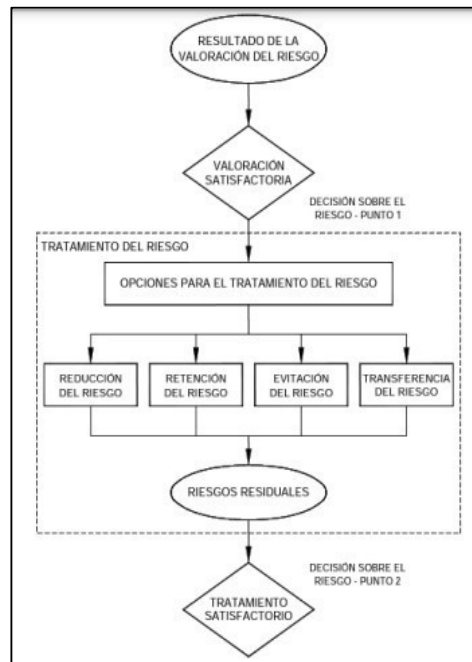 RESULTADO DE LA
VALORACIÓN DEL RIESGO
VALORACIÓN
SATISFACTORIA
DECISIÓN SOBRE EL
RIESGO - PUNTO 1
TRATAMIENTO DEL RIESGO
OPCIONES PARA EL TRATAMIENTO DEL RIESGO
REDUCCIÓN
DEL RIESGO
RETENCIÓN
DEL RIESGO
EVITACIÓN
DEL RIESGO
TRANSFERENCIA
DEL RIESGO
RIESGOS RESIDUALES
DECISIÓN SOBRE EL
RIESGO - PUNTO 2
TRATAMIENTO
SATISFACTORIO